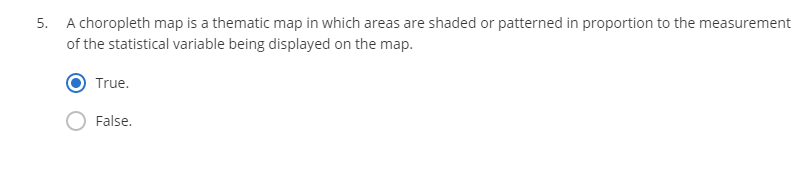 5. A choropleth map is a thematic map in which areas are shaded or patterned in proportion to the measurement
of the statistical variable being displayed on the map.
True.
False.